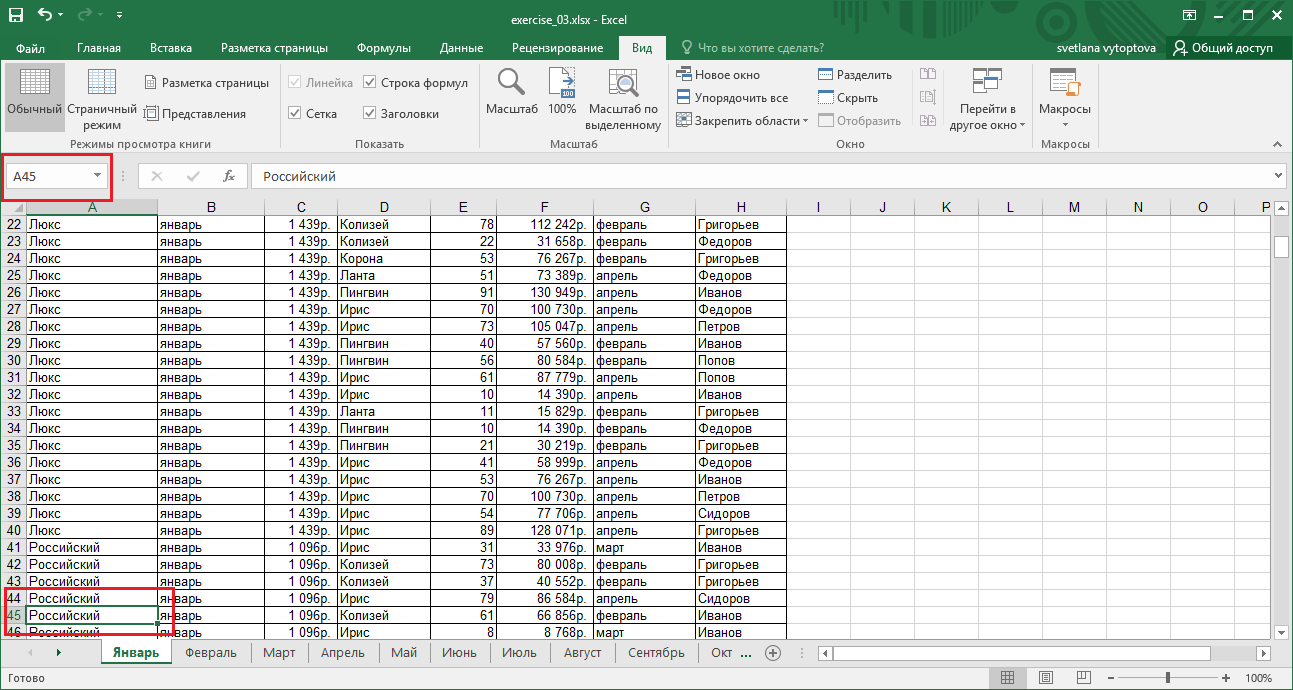 exercise_03.xlsx - Excel
Файл Главная Вставка Разметка страницы Формулы Данные Рецензирование Вид Что вы хотите сделать? svetlana vytoptova Общий доступ
Обычный
Страничный режим
Разметка страницы
Представления
Режимы просмотра книги
Линейка Строка формул
Сетка Заголовки
Показать
Масштаб
100
100%
Масштаб по выделенному
Масштаб
Новое окно
Упорядочить все
Закрепить области
Разделить
Скрыть
Отобразить
Перейти в другое окно
Окно
Макросы
Макросы
A45 fx Российский
A B C D E F G H I J K L M N O P
22 Люкс январь 1 439р. Колизей 78 112 242р. февраль Григорьев
23 Люкс январь 1 439р. Колизей 22 31 658р. февраль Федоров
24 Люкс январь 1 439р. Корона 53 76 267р. февраль Григорьев
25 Люкс январь 1 439р. Ланта 51 73 389р. апрель Федоров
26 Люкс январь 1 439р. Пингвин 91 130 949р. апрель Иванов
27 Люкс январь 1 439р. Ирис 70 100 730р. апрель Федоров
28 Люкс январь 1 439р. Ирис 73 105 047р. апрель Петров
29 Люкс январь 1 439р. Пингвин 40 57 560р. февраль Иванов
30 Люкс январь 1 439р. Пингвин 56 80 584р. февраль Попов
31 Люкс январь 1 439р. Ирис 61 87 779р. апрель Попов
32 Люкс январь 1 439р. Ирис 10 14 390р. апрель Иванов
33 Люкс январь 1 439р. Ланта 11 15 829р. февраль Григорьев
34 Люкс январь 1 439р. Пингвин 10 14 390р. февраль Федоров
35 Люкс январь 1 439р. Пингвин 21 30 219р. февраль Григорьев
36 Люкс январь 1 439р. Ирис 41 58 999р. апрель Федоров
37 Люкс январь 1 439р. Ирис 53 76 267р. апрель Иванов
38 Люкс январь 1 439р. Ирис 70 100 730р. апрель Петров
39 Люкс январь 1 439р. Ирис 54 77 706р. апрель Сидоров
40 Люкс январь 1 439р. Ирис 89 128 071р. апрель Григорьев
41 Российский январь 1 096р. Ирис 31 33 976р. март Иванов
42 Российский январь 1 096р. Колизей 73 80 008р. февраль Григорьев
43 Российский январь 1 096р. Колизей 37 40 552р. февраль Григорьев
44 Российский январь 1 096р. Ирис 79 86 584р. апрель Сидоров
45 Российский январь 1 096р. Колизей 61 66 856р. февраль Иванов
46 Российский январь 1 096р. Ирис 8 8 768р. март Иванов
Январь Февраль Март Апрель Май Июнь Июль Август Сентябрь Окт ...
Готово 100%